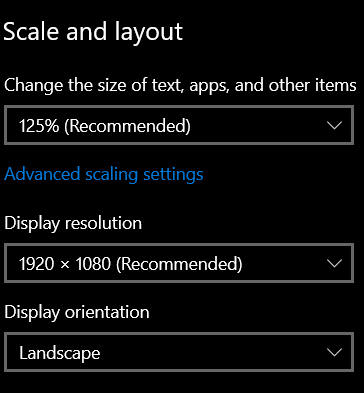 Scale and layout
Change the size of text, apps, and other items
125% (Recommended)
Advanced scaling settings
Display resolution
1920 × 1080 (Recommended)
Display orientation
Landscape